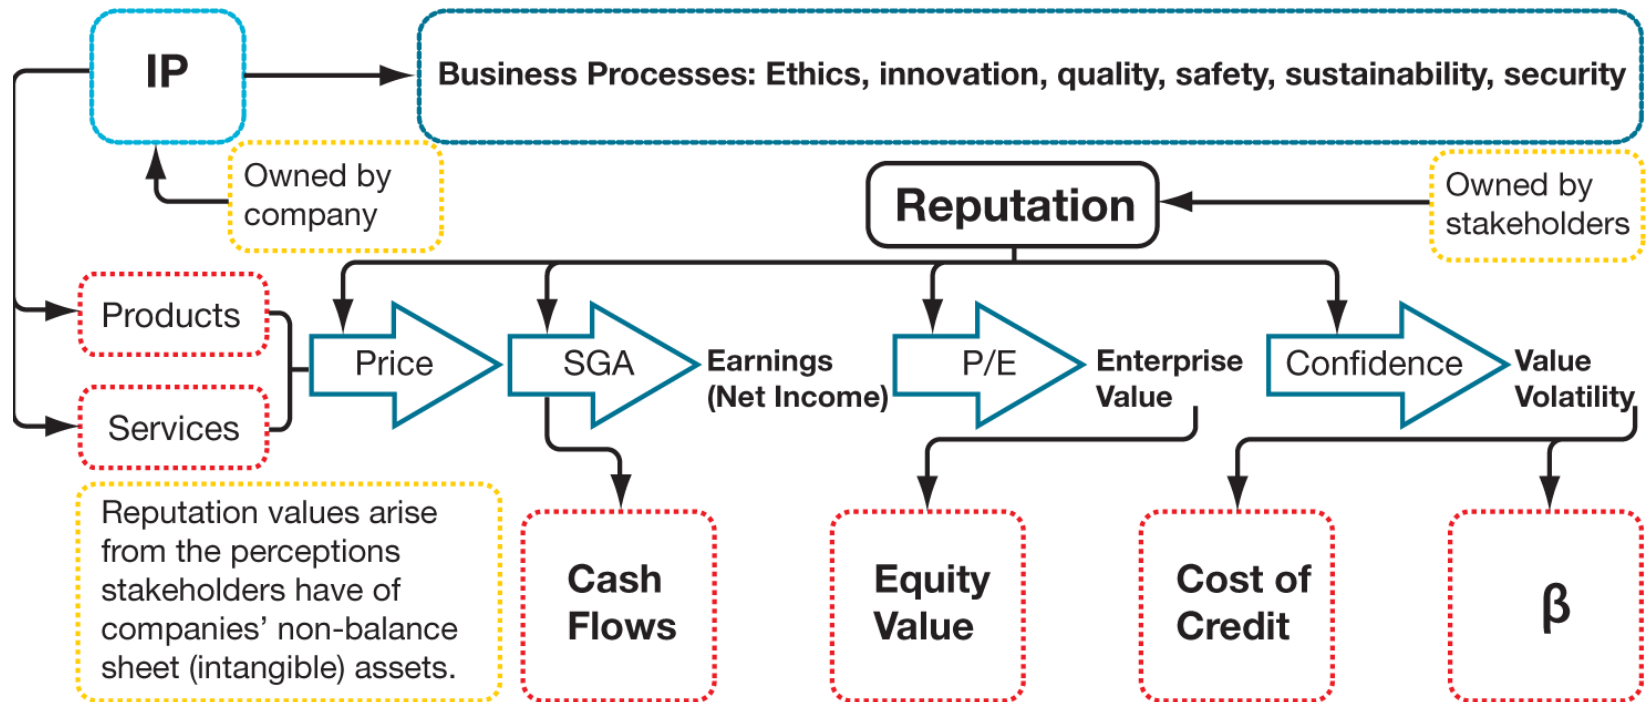 IP
Business Processes: Ethics, innovation, quality, safety, sustainability, security
Owned by
company
Reputation
Owned by
stakeholders
Products
Services
Price
SGA
Earnings
(Net Income)
P/E
Enterprise
Value
Confidence
Value
Volatility
Reputation values arise
from the perceptions
stakeholders have of
companies’ non-balance
sheet (intangible) assets.
Cash
Flows
Equity
Value
Cost of
Credit
β